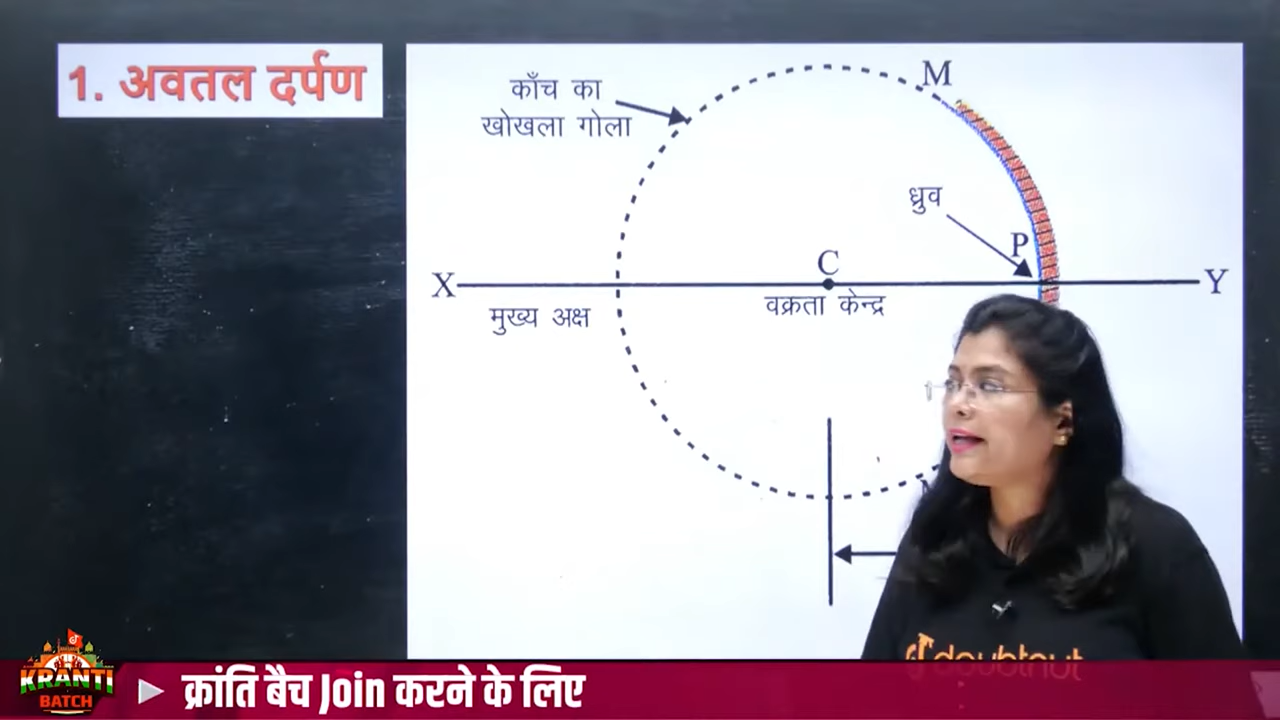 1. अवतल दर्पण
काँच का
खोखला गोला
M
ध्रुव
P
C
X
Y
मुख्य अक्ष
वक्रता केन्द्र
doubtnut
KRANTI
BATCH
क्रांति बैच Join करने के लिए